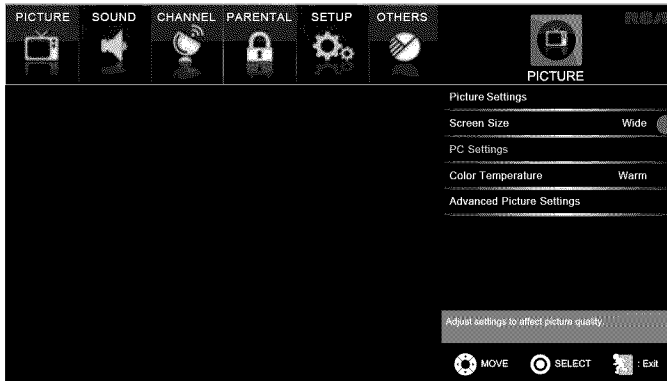 PICTURE SOUND CHANNEL PARENTAL SETUP OTHERS
RCA
PICTURE
Picture Settings
Screen Size Wide
PC Settings
Color Temperature Warm
Advanced Picture Settings
Adjust settings to affect picture quality.
MOVE SELECT : Exit